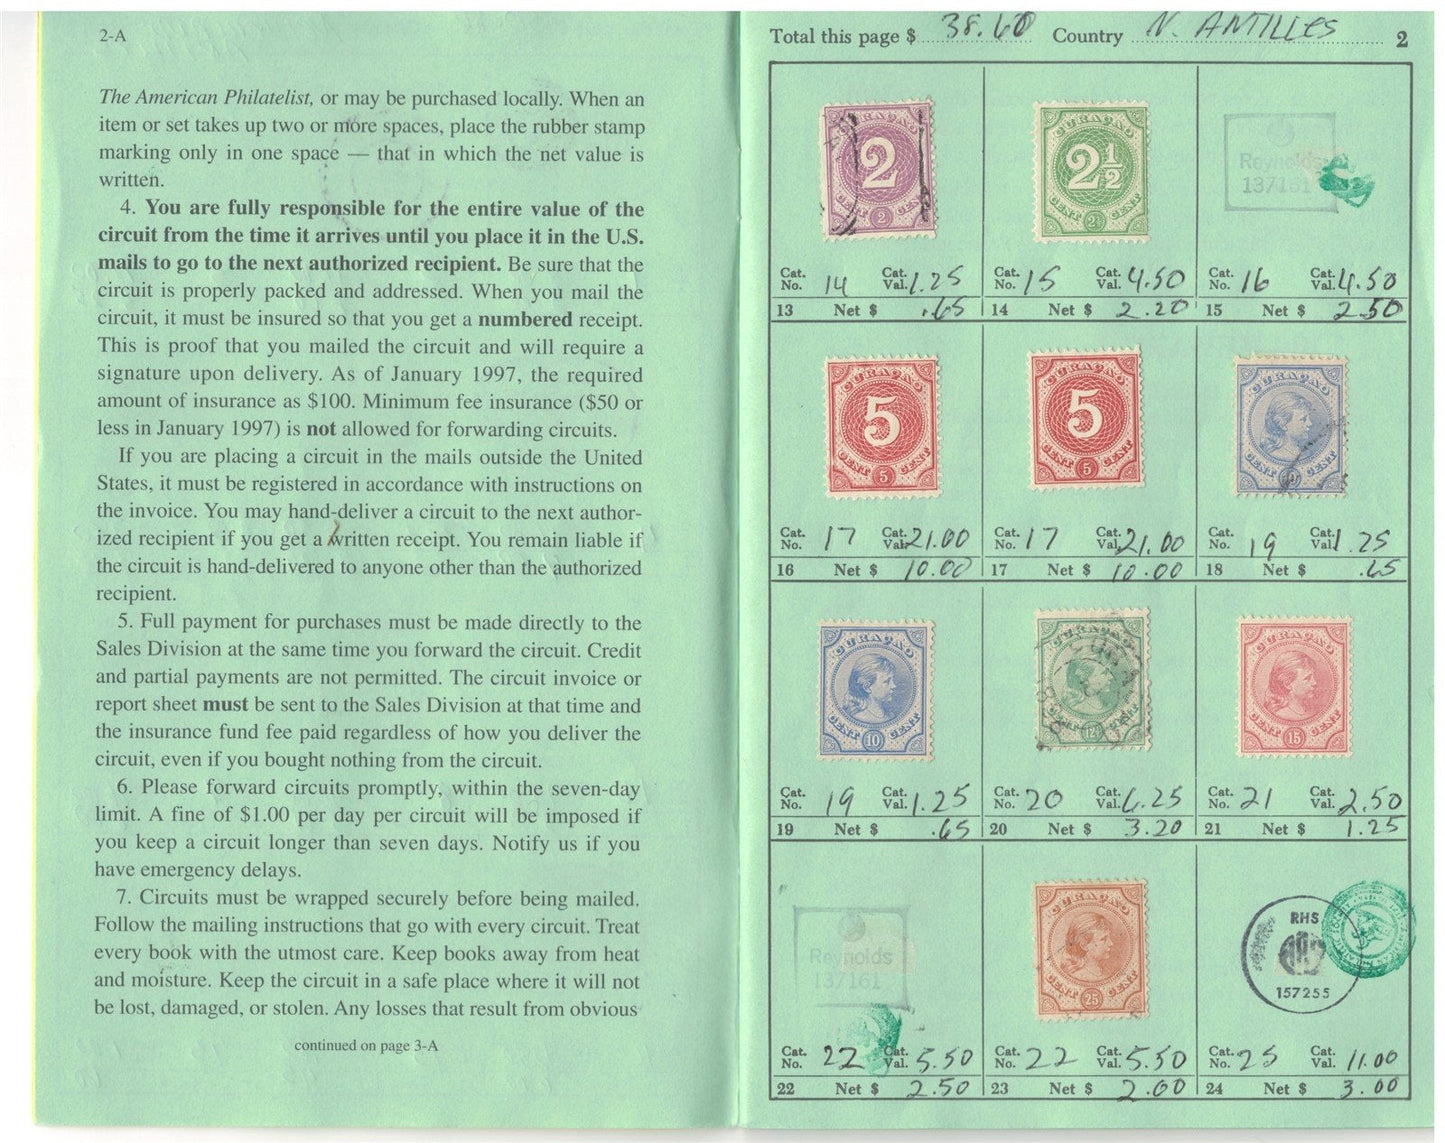 2-A
The American Philatelist, or may be purchased locally. When an
item or set takes up two or more spaces, place the rubber stamp
marking only in one space — that in which the net value is
written.
4. You are fully responsible for the entire value of the
circuit from the time it arrives until you place it in the U.S.
mails to go to the next authorized recipient. Be sure that the
circuit is properly packed and addressed. When you mail the
circuit, it must be insured so that you get a numbered receipt.
This is proof that you mailed the circuit and will require a
signature upon delivery. As of January 1997, the required
amount of insurance as $100. Minimum fee insurance ($50 or
less in January 1997) is not allowed for forwarding circuits.
If you are placing a circuit in the mails outside the United
States, it must be registered in accordance with instructions on
the invoice. You may hand-deliver a circuit to the next author-
ized recipient if you get a written receipt. You remain liable if
the circuit is hand-delivered to anyone other than the authorized
recipient.
5. Full payment for purchases must be made directly to the
Sales Division at the same time you forward the circuit. Credit
and partial payments are not permitted. The circuit invoice or
report sheet must be sent to the Sales Division at that time and
the insurance fund fee paid regardless of how you deliver the
circuit, even if you bought nothing from the circuit.
6. Please forward circuits promptly, within the seven-day
limit. A fine of $1.00 per day per circuit will be imposed if
you keep a circuit longer than seven days. Notify us if you
have emergency delays.
7. Circuits must be wrapped securely before being mailed.
Follow the mailing instructions that go with every circuit. Treat
every book with the utmost care. Keep books away from heat
and moisture. Keep the circuit in a safe place where it will not
be lost, damaged, or stolen. Any losses that result from obvious
continued on page 3-A
Total this page $ 38.60 Country N. ANTILLES 2
2
CENT 2 CENT
CURAÇAO
2 1/2
CENT 2½ CENT
Reynolds
137161
Cat. No. 14 Cat. Val. 1.25
13 Net $ .65
Cat. No. 15 Cat. Val. 4.50
14 Net $ 2.20
Cat. No. 16 Cat. Val. 4.50
15 Net $ 2.50
CURAÇAO
5
CENT 5 CENT
CURAÇAO
5
CENT 5 CENT
CURAÇAO
CENT CENT
Cat. No. 17 Cat. Val. 21.00
16 Net $ 10.00
Cat. No. 17 Cat. Val. 21.00
17 Net $ 10.00
Cat. No. 19 Cat. Val. 1.25
18 Net $ .65
CURAÇAO
CENT 10 CENT
CURAÇAO
CENT 12½
CURAÇAO
CENT 15 CENT
Cat. No. 19 Cat. Val. 1.25
19 Net $ .65
Cat. No. 20 Cat. Val. 6.25
20 Net $ 3.20
Cat. No. 21 Cat. Val. 2.50
21 Net $ 1.25
Reynolds
137161
CURAÇAO
CENT 25 CENT
RHS
157255
Cat. No. 22 Cat. Val. 5.50
22 Net $ 2.50
Cat. No. 22 Cat. Val. 5.50
23 Net $ 2.00
Cat. No. 25 Cat. Val. 11.00
24 Net $ 3.00